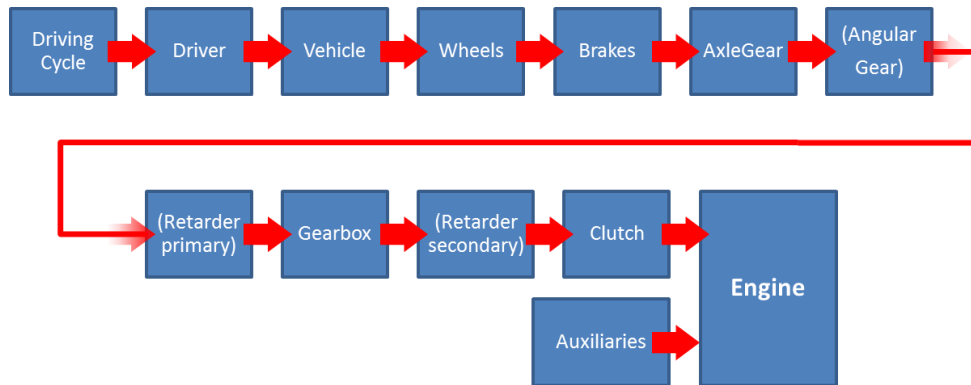 Driving
Cycle
Driver
Vehicle
Wheels
Brakes
AxleGear
(Angular
Gear)
(Retarder
primary)
Gearbox
(Retarder
secondary)
Clutch
Engine
Auxiliaries